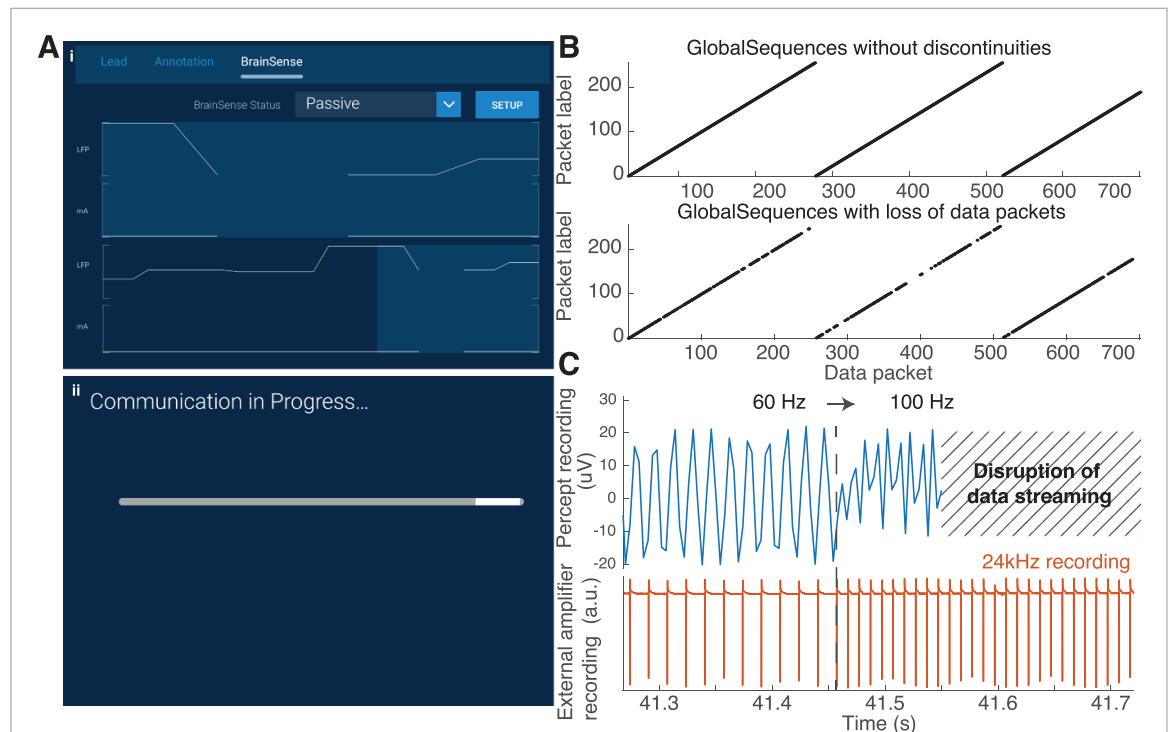 A
i
Lead Annotation BrainSense
BrainSense Status Passive SETUP
LFP
mA
LFP
mA
ii
Communication in Progress...
B
GlobalSequences without discontinuities
Packet label
200
100
0
100 200 300 400 500 600 700
GlobalSequences with loss of data packets
Packet label
200
100
0
100 200 300 400 500 600 700
Data packet
C
60 Hz → 100 Hz
Percept recording
(uV)
30
20
10
0
-10
-20
Disruption of
data streaming
24kHz recording
External amplifier
recording (a.u.)
41.3 41.4 41.5 41.6 41.7
Time (s)